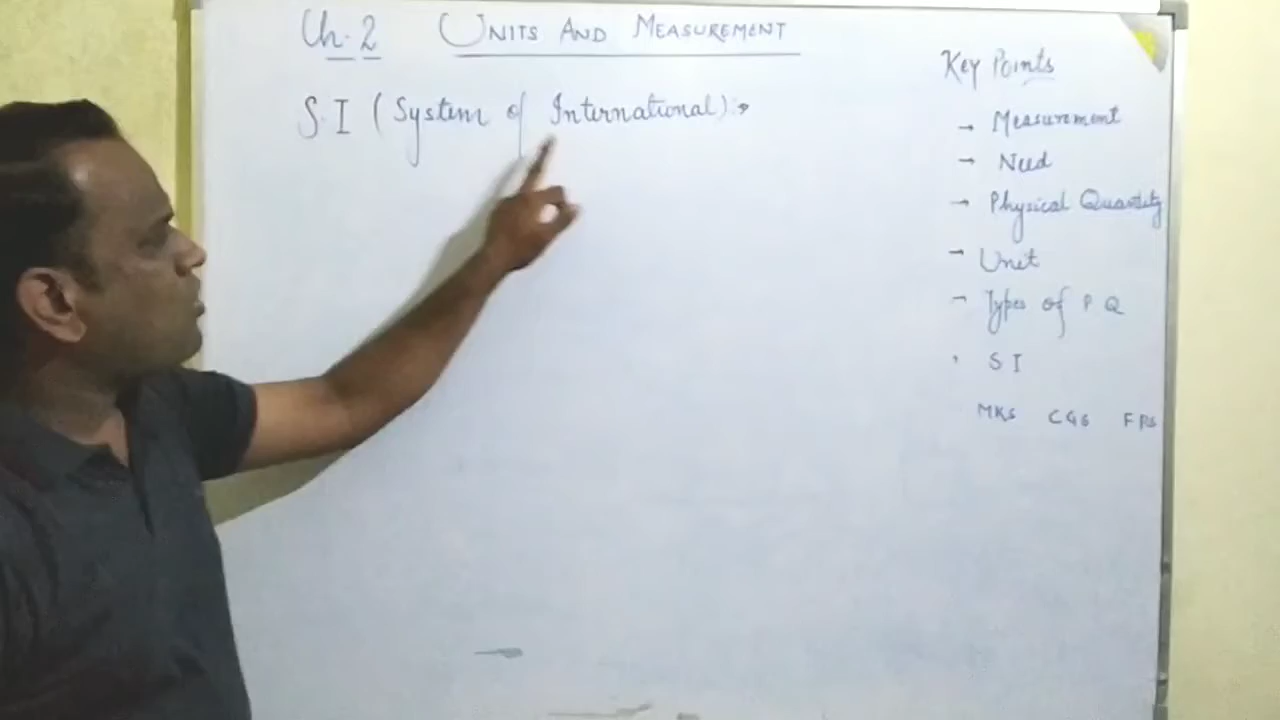 Ch. 2 UNITS AND MEASUREMENT
S.I (System of International) :→
Key Points
→ Measurement
→ Need
→ Physical Quantity
→ Unit
→ Types of P Q
· S I
MKS CGS FPS